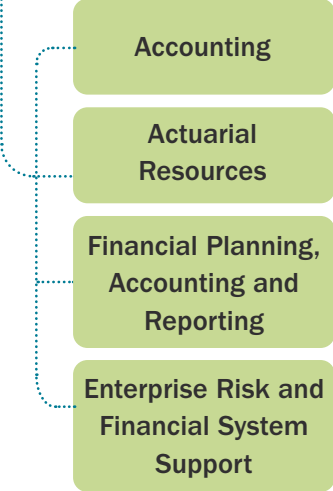 Accounting
Actuarial
Resources
Financial Planning,
Accounting and
Reporting
Enterprise Risk and
Financial System
Support